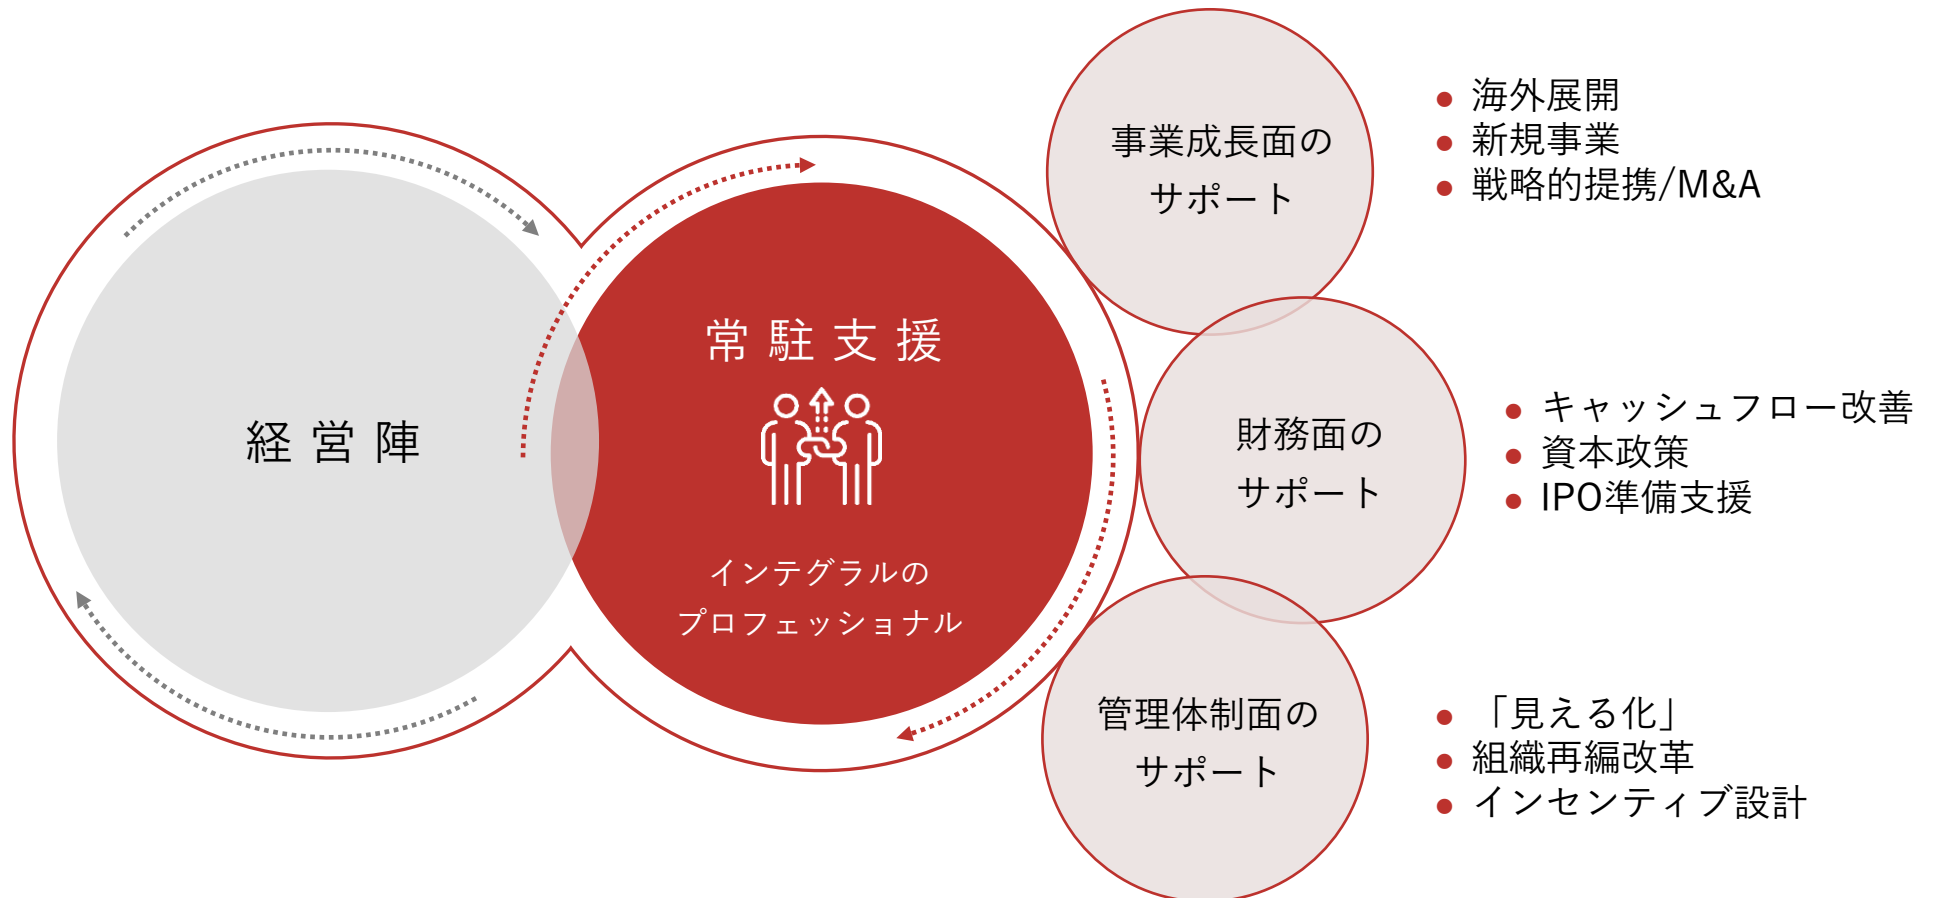 経営陣
常駐支援
インテグラルの
プロフェッショナル
事業成長面の
サポート
海外展開
新規事業
戦略的提携/M&A
財務面の
サポート
キャッシュフロー改善
資本政策
IPO準備支援
管理体制面の
サポート
「見える化」
組織再編改革
インセンティブ設計